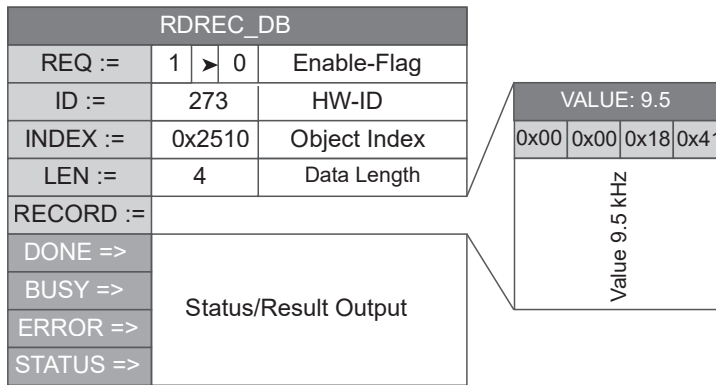 RDREC_DB
REQ := 1 ➤ 0 Enable-Flag
ID := 273 HW-ID
INDEX := 0x2510 Object Index
LEN := 4 Data Length
RECORD :=
DONE =>
BUSY =>
ERROR =>
STATUS =>
Status/Result Output
VALUE: 9.5
0x00 0x00 0x18 0x41
Value 9.5 kHz